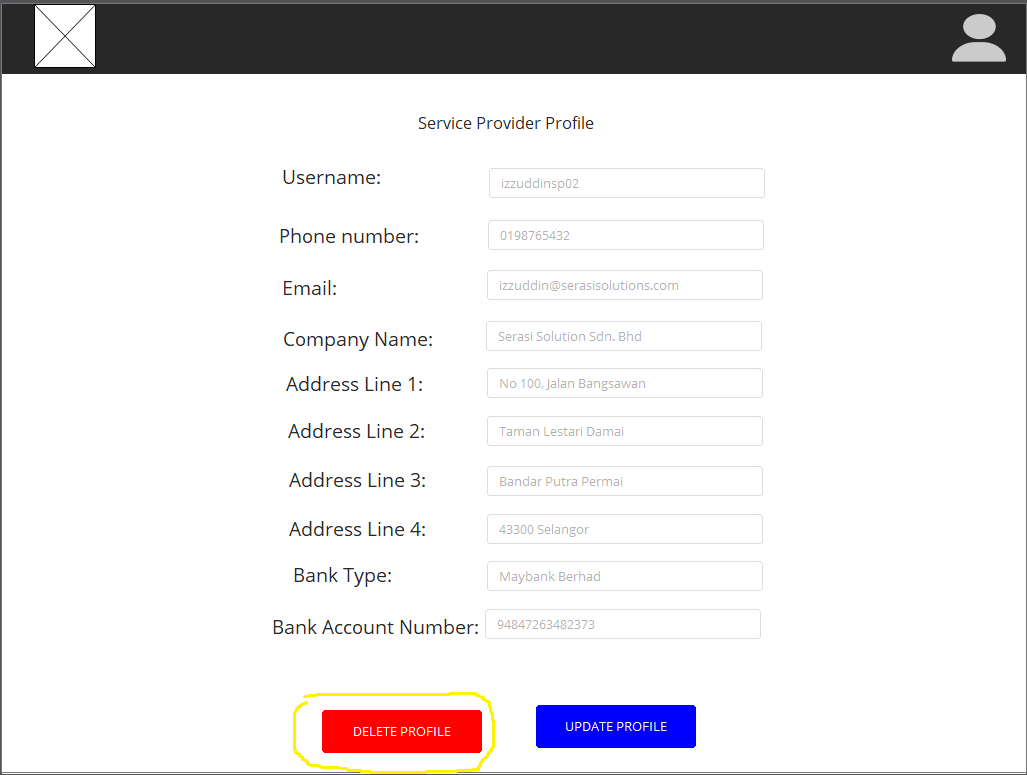 Service Provider Profile
Username: izzuddinsp02
Phone number: 0198765432
Email: izzuddin@serasisolutions.com
Company Name: Serasi Solution Sdn. Bhd
Address Line 1: No 100, Jalan Bangsawan
Address Line 2: Taman Lestari Damai
Address Line 3: Bandar Putra Permai
Address Line 4: 43300 Selangor
Bank Type: Maybank Berhad
Bank Account Number: 94847263482373
DELETE PROFILE UPDATE PROFILE